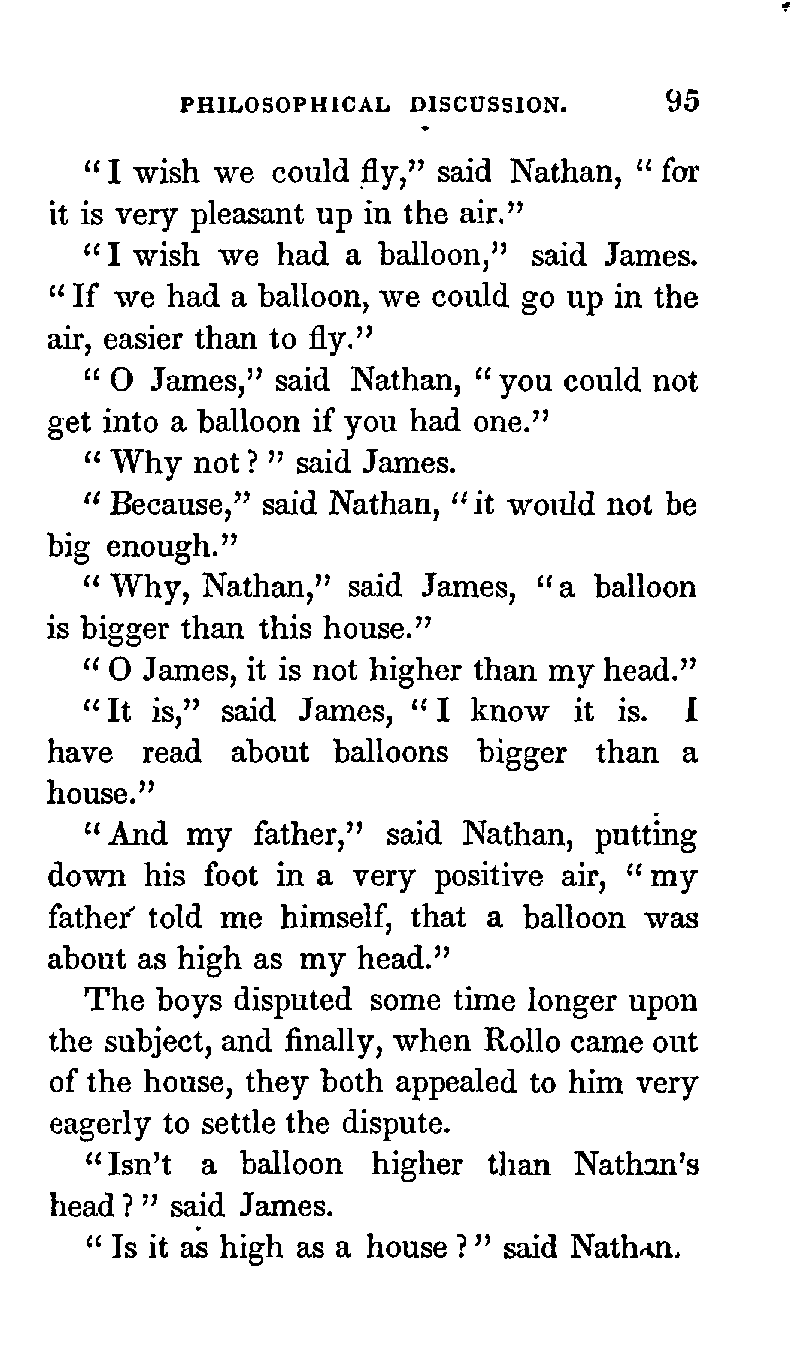 PHILOSOPHICAL DISCUSSION. 95
“I wish we could fly,” said Nathan, “for
it is very pleasant up in the air.”
“I wish we had a balloon,” said James.
“If we had a balloon, we could go up in the
air, easier than to fly.”
“O James,” said Nathan, “you could not
get into a balloon if you had one.”
“Why not?” said James.
“Because,” said Nathan, “it would not be
big enough.”
“Why, Nathan,” said James, “a balloon
is bigger than this house.”
“O James, it is not higher than my head.”
“It is,” said James, “I know it is. I
have read about balloons bigger than a
house.”
“And my father,” said Nathan, putting
down his foot in a very positive air, “my
father told me himself, that a balloon was
about as high as my head.”
The boys disputed some time longer upon
the subject, and finally, when Rollo came out
of the house, they both appealed to him very
eagerly to settle the dispute.
“Isn’t a balloon higher than Nathan’s
head?” said James.
“Is it as high as a house?” said Nathan.